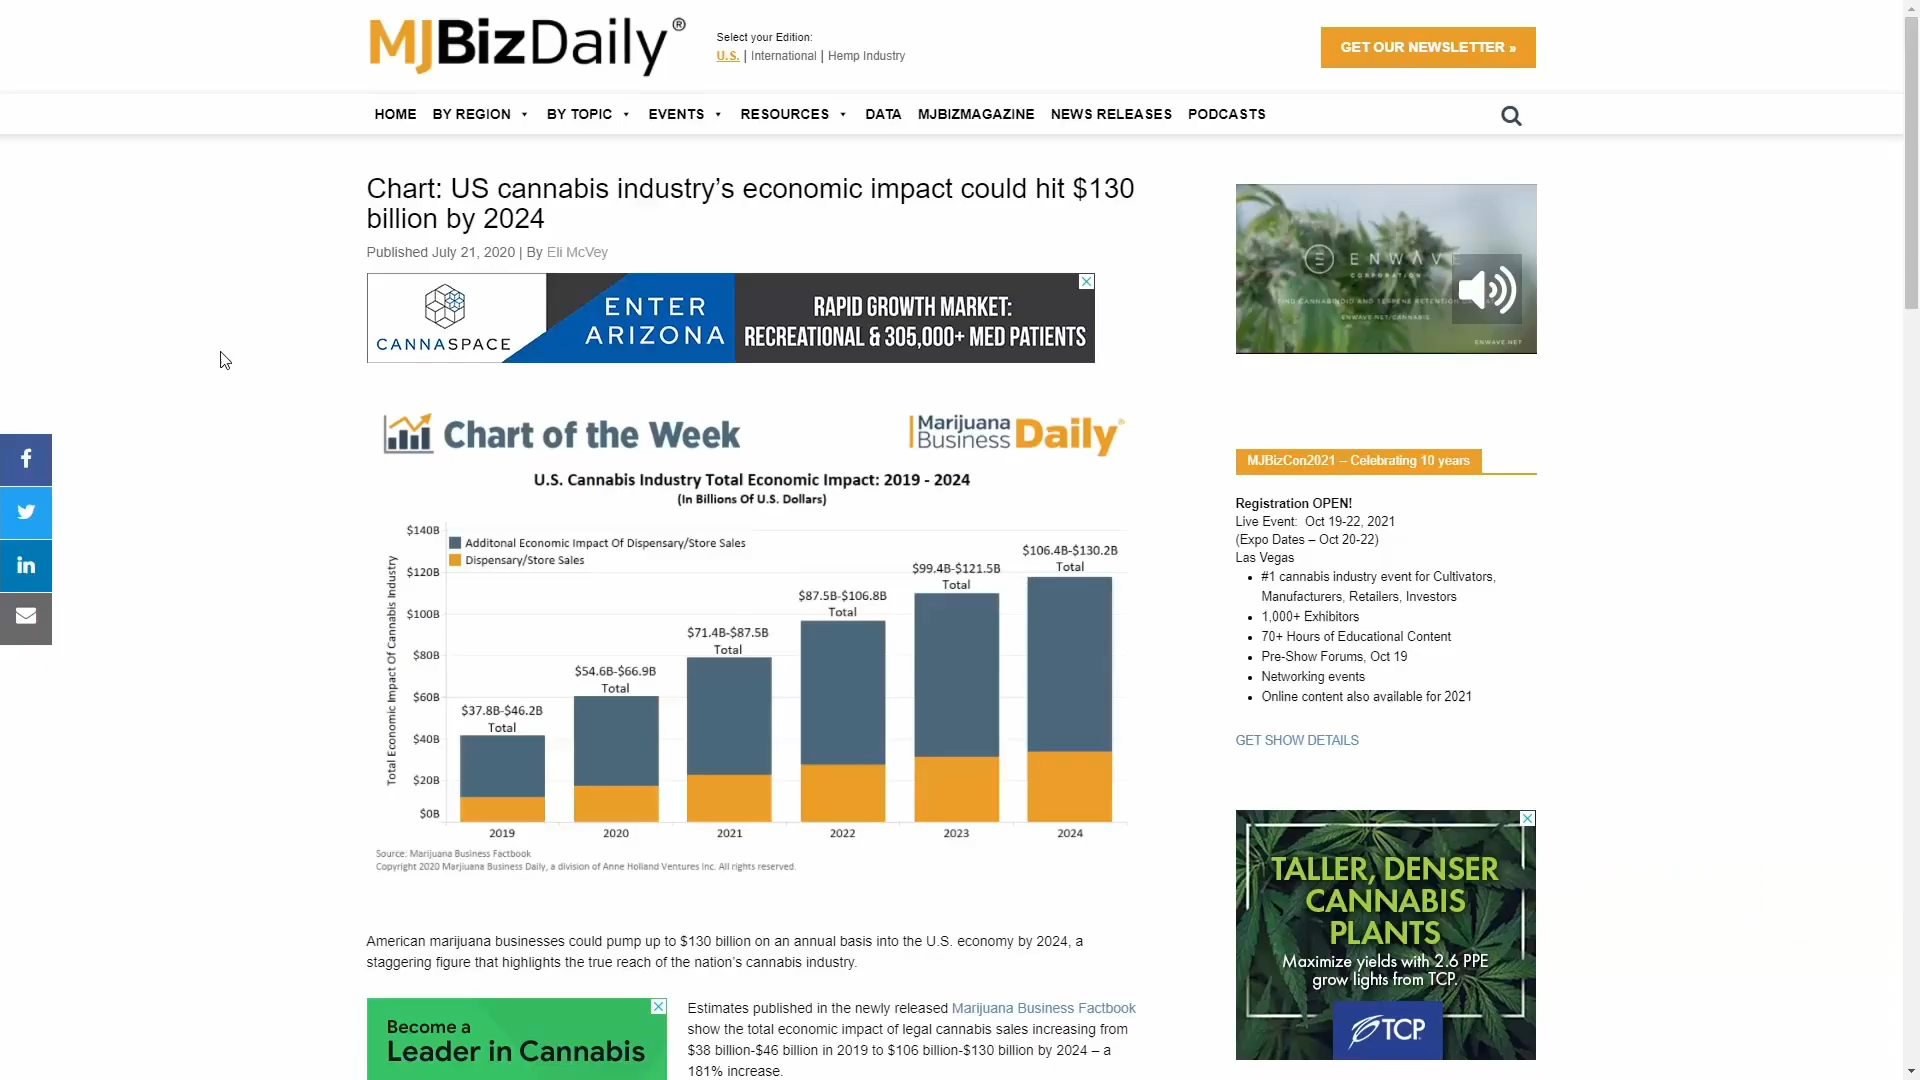 MJBizDaily®
Select your Edition:
U.S. | International | Hemp Industry
GET OUR NEWSLETTER »
HOME BY REGION BY TOPIC EVENTS RESOURCES DATA MJBIZMAGAZINE NEWS RELEASES PODCASTS
Chart: US cannabis industry’s economic impact could hit $130
billion by 2024
Published July 21, 2020 | By Eli McVey
CANNASPACE
ENTER
ARIZONA
RAPID GROWTH MARKET:
RECREATIONAL & 305,000+ MED PATIENTS
Chart of the Week
Marijuana
Business Daily
U.S. Cannabis Industry Total Economic Impact: 2019 - 2024
(In Billions Of U.S. Dollars)
Total Economic Impact Of Cannabis Industry
$140B
$120B
$100B
$80B
$60B
$40B
$20B
$0B
Additonal Economic Impact Of Dispensary/Store Sales
Dispensary/Store Sales
$37.8B-$46.2B
Total
$54.6B-$66.9B
Total
$71.4B-$87.5B
Total
$87.5B-$106.8B
Total
$99.4B-$121.5B
Total
$106.4B-$130.2B
Total
2019 2020 2021 2022 2023 2024
Source: Marijuana Business Factbook
Copyright 2020 Marijuana Business Daily, a division of Anne Holland Ventures Inc. All rights reserved.
American marijuana businesses could pump up to $130 billion on an annual basis into the U.S. economy by 2024, a
staggering figure that highlights the true reach of the nation’s cannabis industry.
Become a
Leader in Cannabis
Estimates published in the newly released Marijuana Business Factbook
show the total economic impact of legal cannabis sales increasing from
$38 billion-$46 billion in 2019 to $106 billion-$130 billion by 2024 – a
181% increase.
ENWAVE
CORPORATION
CANNABINOID AND TERPENE RETENTION
ENWAVE.NET/CANNABIS
ENWAVE.NET
MJBizCon2021 – Celebrating 10 years
Registration OPEN!
Live Event: Oct 19-22, 2021
(Expo Dates – Oct 20-22)
Las Vegas
#1 cannabis industry event for Cultivators,
Manufacturers, Retailers, Investors
1,000+ Exhibitors
70+ Hours of Educational Content
Pre-Show Forums, Oct 19
Networking events
Online content also available for 2021
GET SHOW DETAILS
TALLER, DENSER
CANNABIS
PLANTS
Maximize yields with 2.6 PPE
grow lights from TCP.
TCP